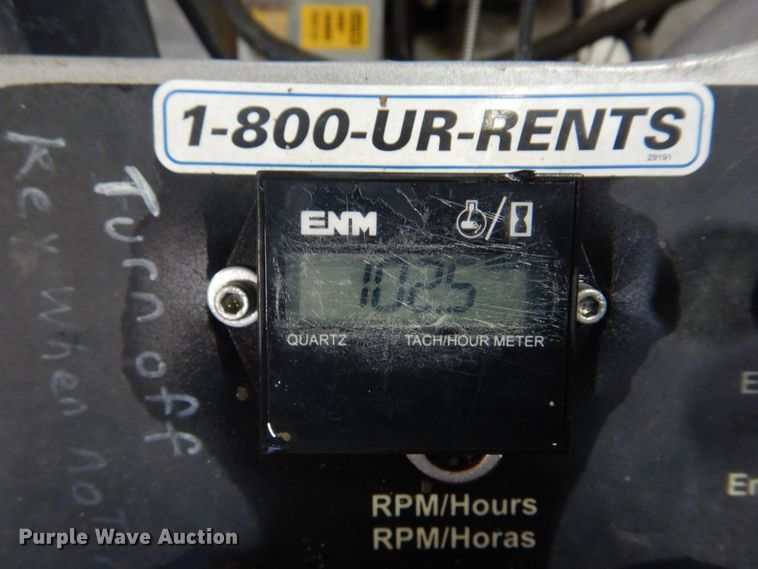 1-800-UR-RENTS
29191
ENM
1025
QUARTZ TACH/HOUR METER
RPM/Hours
RPM/Horas
Turn off
Key when not
E
En
Purple Wave Auction